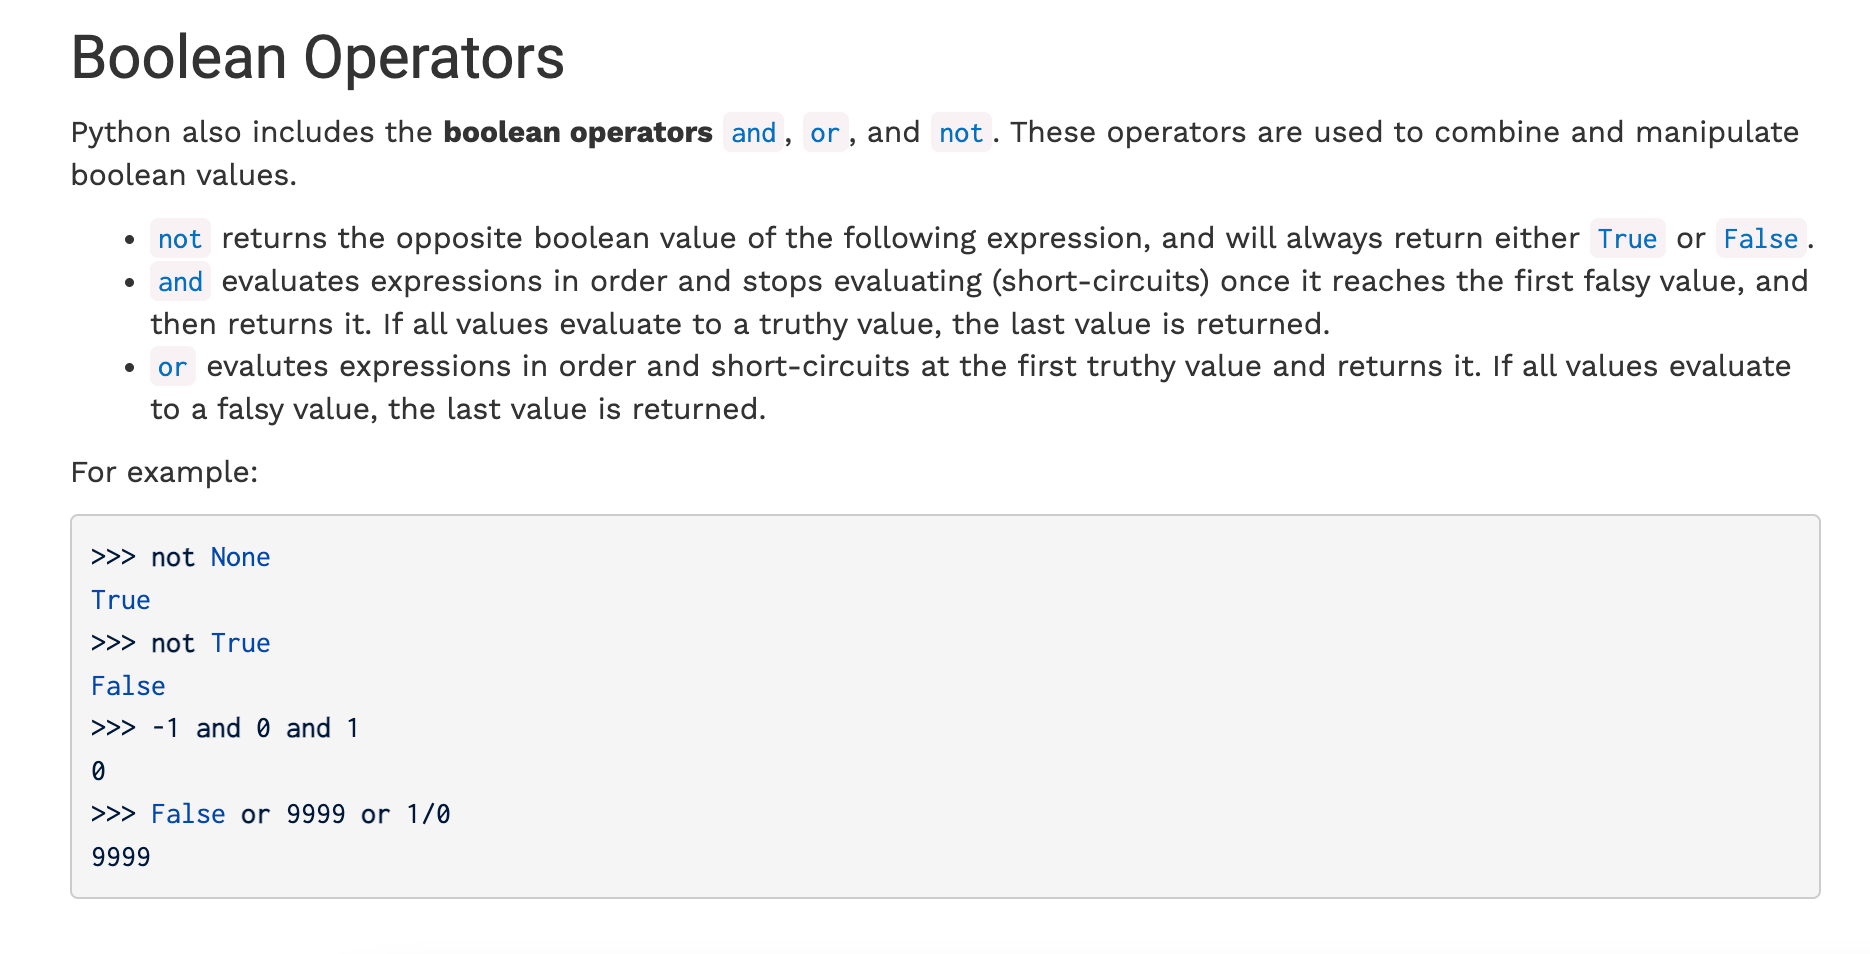 Boolean Operators
Python also includes the boolean operators and, or, and not. These operators are used to combine and manipulate
boolean values.
• not returns the opposite boolean value of the following expression, and will always return either True or False.
• and evaluates expressions in order and stops evaluating (short-circuits) once it reaches the first falsy value, and
then returns it. If all values evaluate to a truthy value, the last value is returned.
• or evalutes expressions in order and short-circuits at the first truthy value and returns it. If all values evaluate
to a falsy value, the last value is returned.
For example:
>>> not None
True
>>> not True
False
>>> -1 and 0 and 1
0
>>> False or 9999 or 1/0
9999